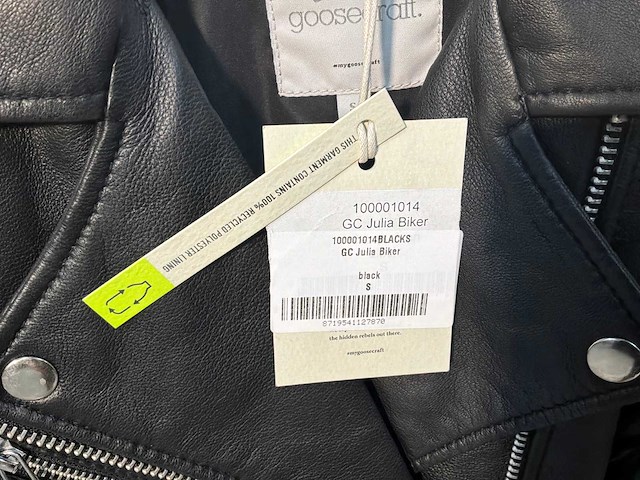 goosecraft.
#mygoosecraft
S
THIS GARMENT CONTAINS 100% RECYCLED POLYESTER LINING
100001014
GC Julia Biker
100001014BLACKS
GC Julia Biker
black
S
8719541127870
the hidden rebels out there.
#mygoosecraft